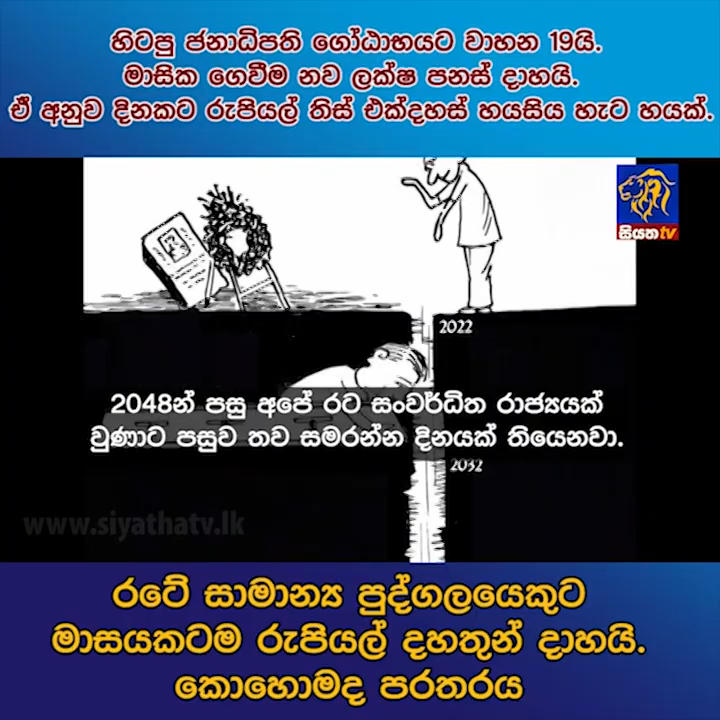 හිටපු ජනාධිපති ගෝඨාභයට වාහන 19යි.
මාසික ගෙවීම නව ලක්ෂ පනස් දාහයි.
ඒ අනුව දිනකට රුපියල් තිස් එක්දහස් හයසිය හැට හයක්.
සියත tv
2022
2048න් පසු අපේ රට සංවර්ධිත රාජ්‍යයක්
වුණාට පසුව තව සමරන්න දිනයක් තියෙනවා.
2032
www.siyathatv.lk
රටේ සාමාන්‍ය පුද්ගලයෙකුට
මාසයකටම රුපියල් දහතුන් දාහයි.
කොහොමද පරතරය